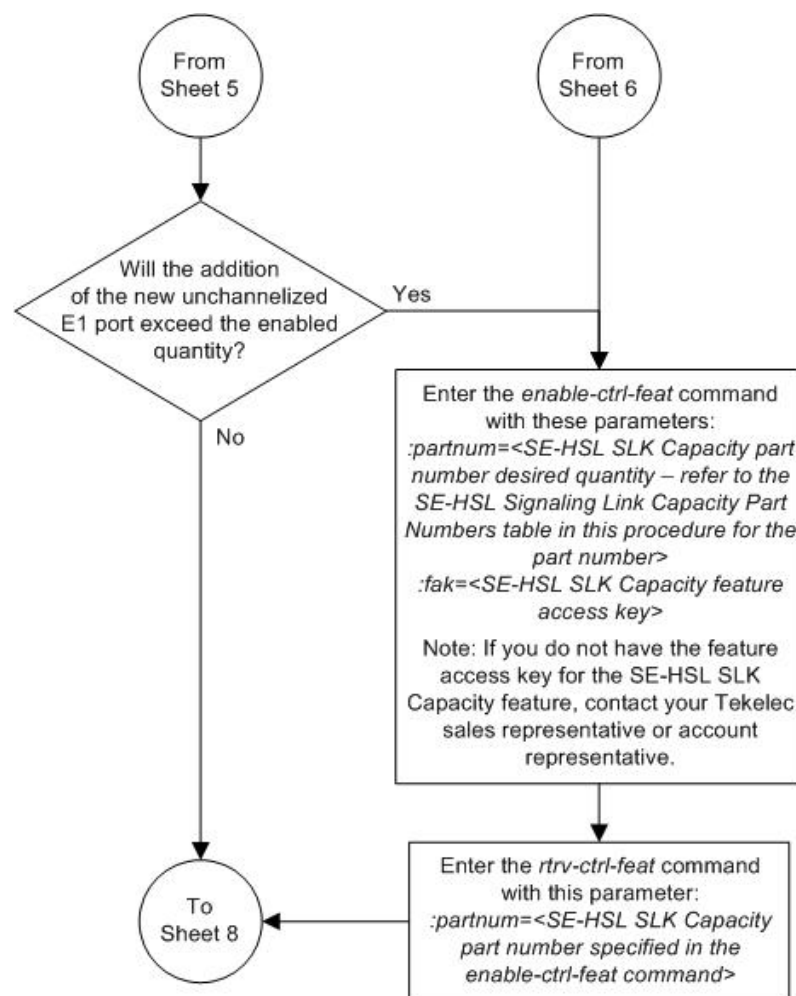 From
Sheet 5
From
Sheet 6
Will the addition
of the new unchannelized
E1 port exceed the enabled
quantity?
Yes
No
Enter the enable-ctrl-feat command
with these parameters:
:partnum=<SE-HSL SLK Capacity part
number desired quantity – refer to the
SE-HSL Signaling Link Capacity Part
Numbers table in this procedure for the
part number>
:fak=<SE-HSL SLK Capacity feature
access key>
Note: If you do not have the feature
access key for the SE-HSL SLK
Capacity feature, contact your Tekelec
sales representative or account
representative.
Enter the rtrv-ctrl-feat command
with this parameter:
:partnum=<SE-HSL SLK Capacity
part number specified in the
enable-ctrl-feat command>
To
Sheet 8